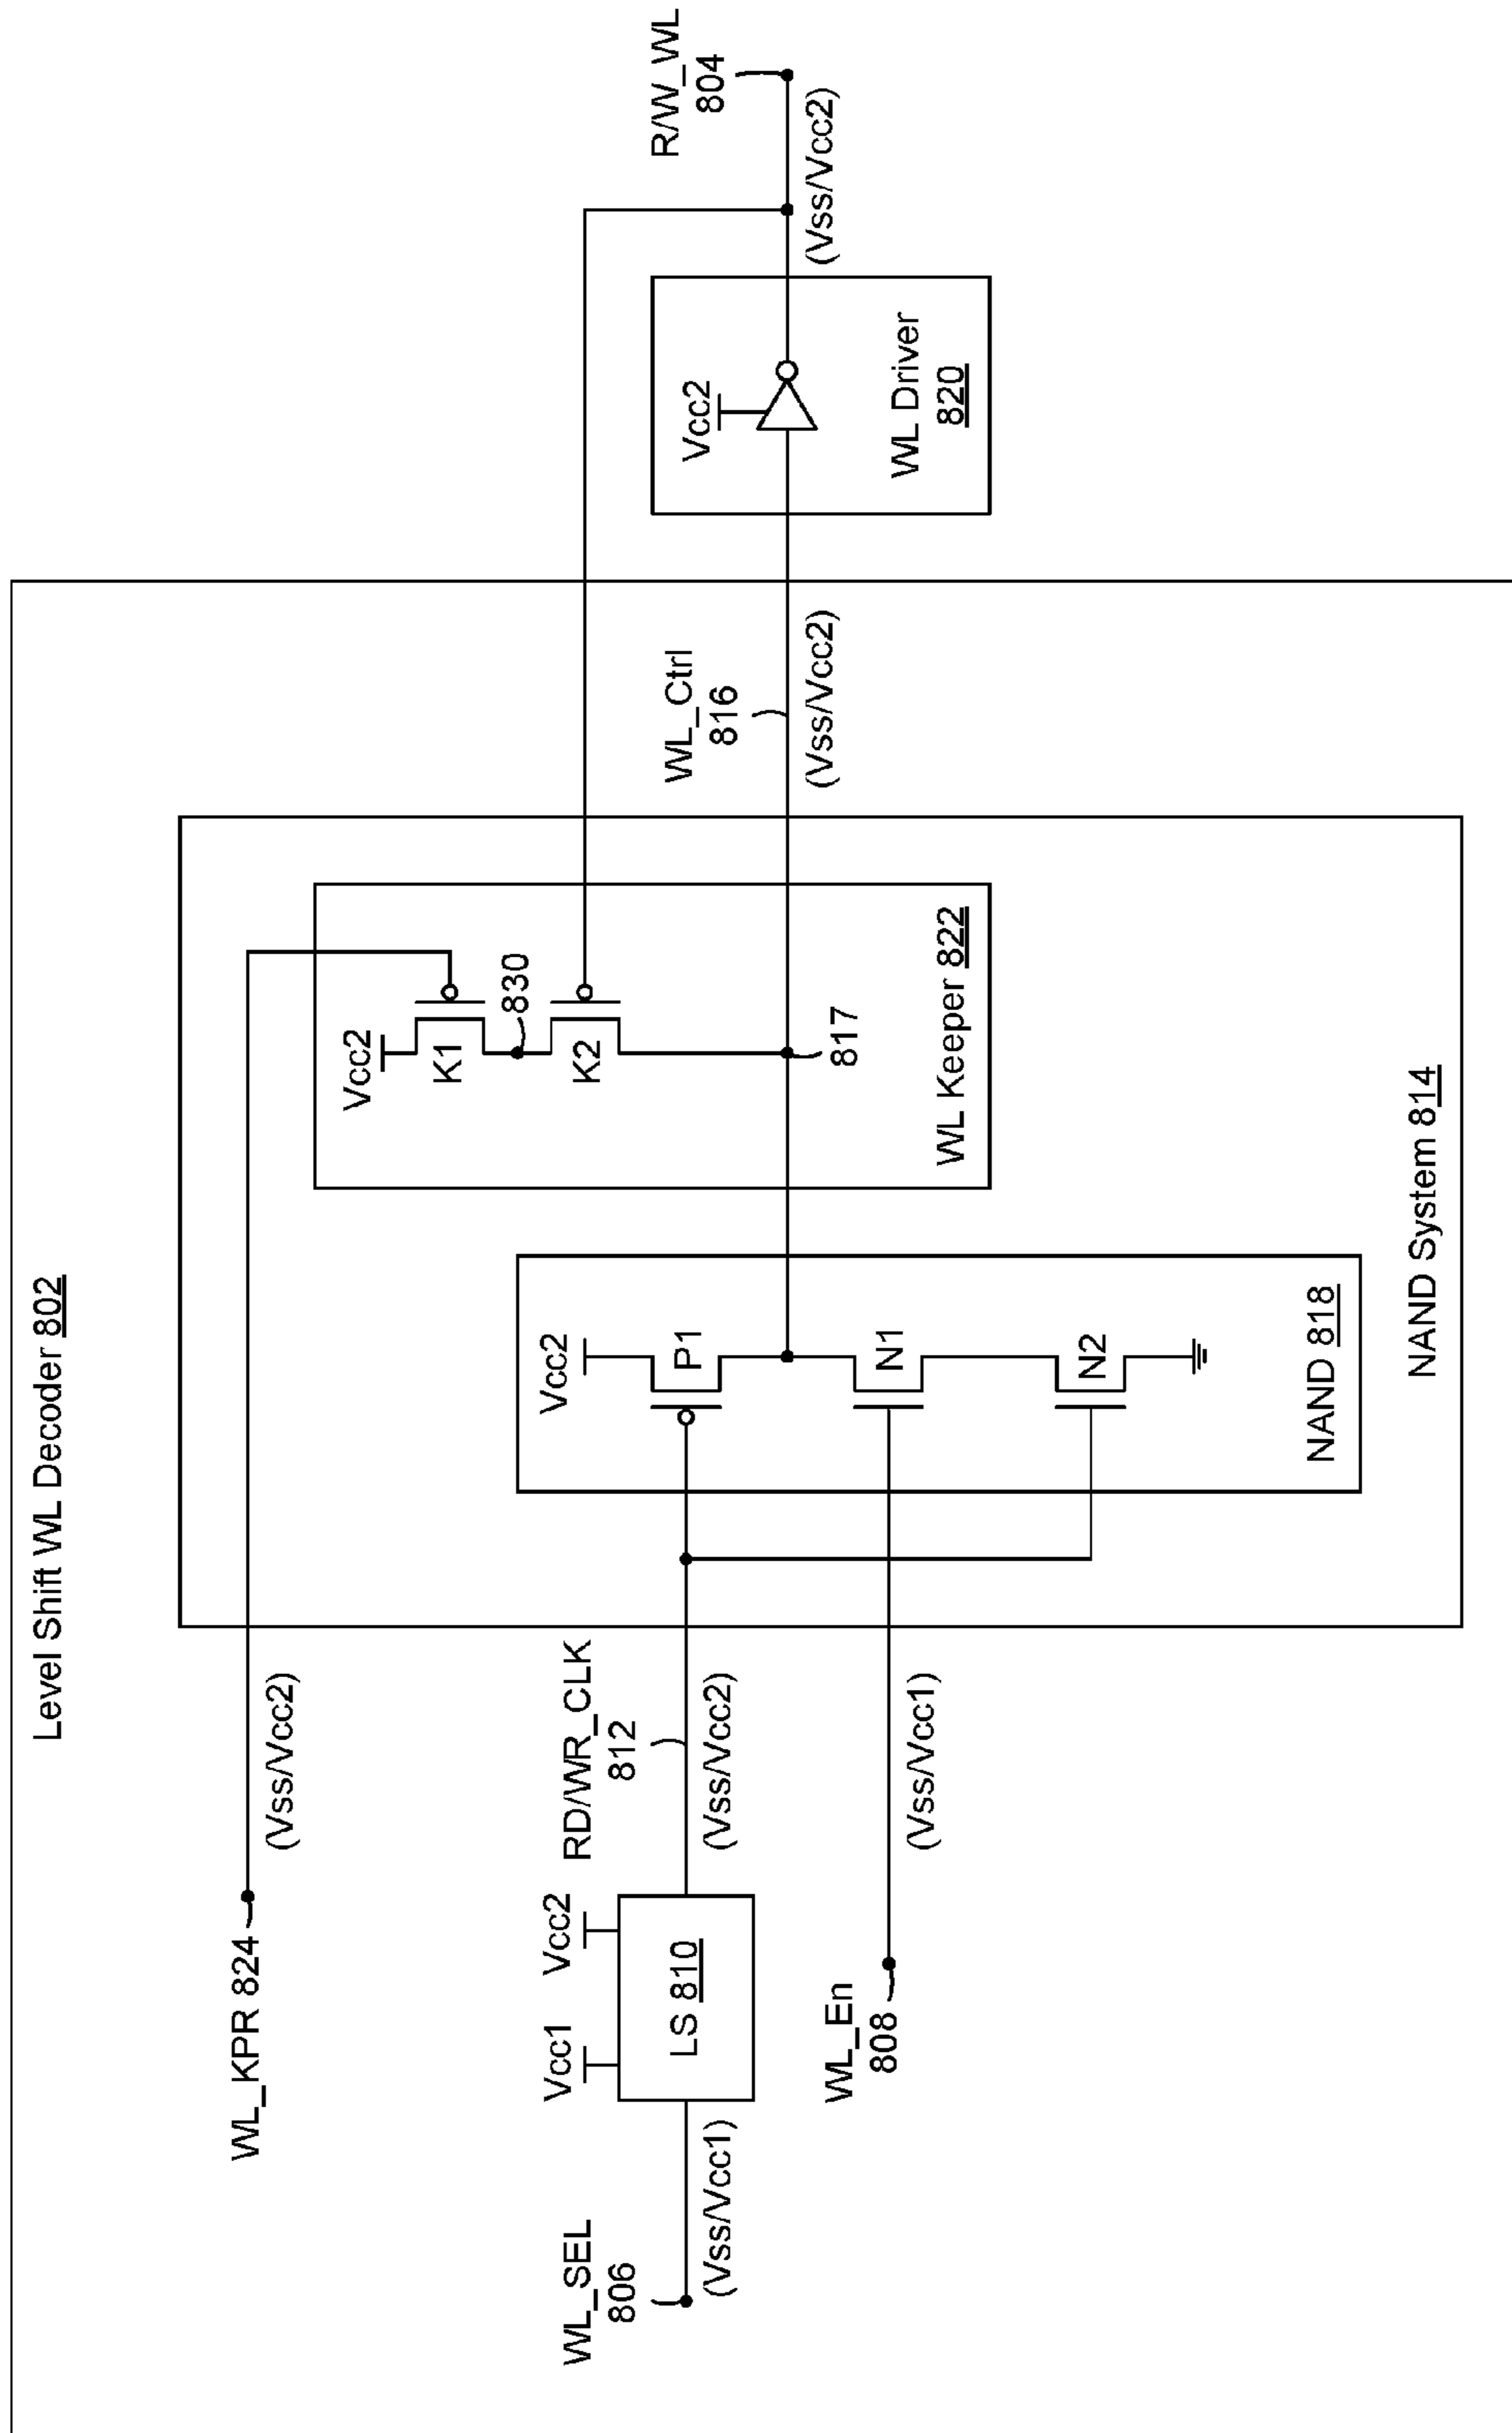 Level Shift WL Decoder 802
WL_KPR 824
(Vss/Vcc2)
Vcc1
Vcc2
LS 810
WL_SEL
806
(Vss/Vcc1)
RD/WR_CLK
812
(Vss/Vcc2)
WL_En
808
(Vss/Vcc1)
Vcc2
P1
N1
N2
NAND 818
Vcc2
K1
830
K2
817
WL Keeper 822
NAND System 814
WL_Ctrl
816
(Vss/Vcc2)
Vcc2
WL Driver
820
R/W_WL
804
(Vss/Vcc2)